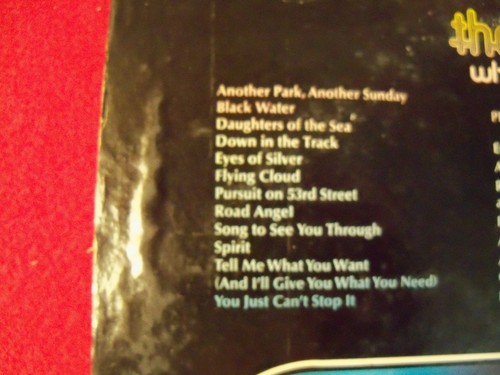 the
Another Park, Another Sunday
Black Water
Daughters of the Sea
Down in the Track
Eyes of Silver
Flying Cloud
Pursuit on 53rd Street
Road Angel
Song to See You Through
Spirit
Tell Me What You Want
(And I'll Give You What You Need)
You Just Can't Stop It